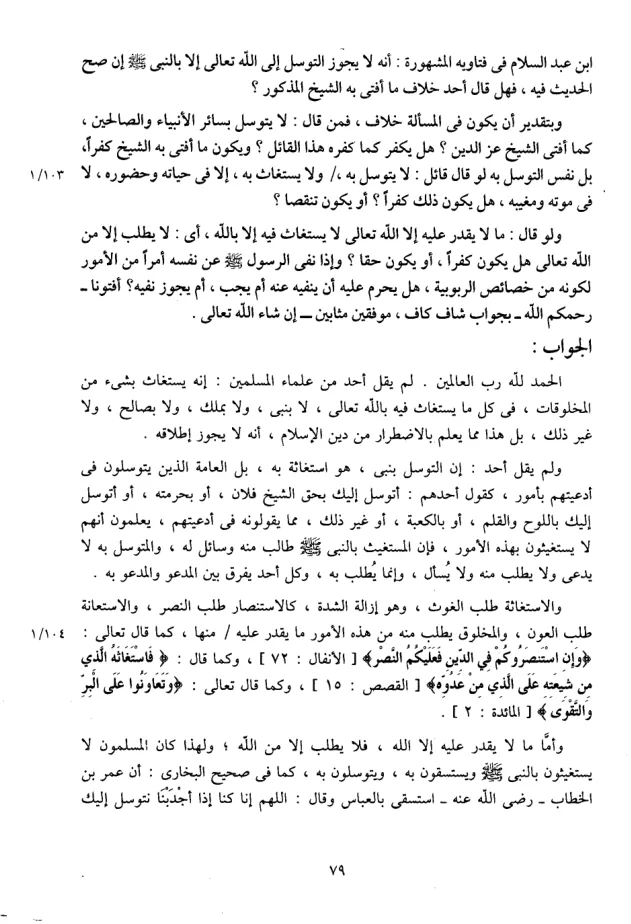 ابن عبد السلام فى فتاويه المشهورة : أنه لا يجوز التوسل إلى الله تعالى إلا بالنبى ﷺ إن صح
الحديث فيه ، فهل قال أحد خلاف ما أفتى به الشيخ المذكور ؟
وبتقدير أن يكون فى المسألة خلاف ، فمن قال : لا يتوسل بسائر الأنبياء والصالحين ،
كما أفتى الشيخ عز الدين ؟ هل يكفر كما كفره هذا القائل ؟ ويكون ما أفتى به الشيخ كفراً،
بل نفس التوسل به لو قال قائل : لا يتوسل به ،/ ولا يستغاث به ، إلا فى حياته وحضوره ، لا
١/١٠٣
فى موته ومغيبه ، هل يكون ذلك كفراً ؟ أو يكون تنقصا ؟
ولو قال : ما لا يقدر عليه إلا الله تعالى لا يستغاث فيه إلا بالله ، أى : لا يطلب إلا من
الله تعالى هل يكون كفراً ، أو يكون حقا ؟ وإذا نفى الرسول ﷺ عن نفسه أمراً من الأمور
لكونه من خصائص الربوبية ، هل يحرم عليه أن ينفيه عنه أم يجب ، أم يجوز نفيه؟ أفتونا ـ
رحمكم الله ـ بجواب شاف كاف ، موفقين مثابين ـ إن شاء الله تعالى .
الجواب :
الحمد لله رب العالمين . لم يقل أحد من علماء المسلمين : إنه يستغاث بشىء من
المخلوقات ، فى كل ما يستغاث فيه بالله تعالى ، لا بنبى ، ولا بملك ، ولا بصالح ، ولا
غير ذلك ، بل هذا مما يعلم بالاضطرار من دين الإسلام ، أنه لا يجوز إطلاقه .
ولم يقل أحد : إن التوسل بنبى ، هو استغاثة به ، بل العامة الذين يتوسلون فى
أدعيتهم بأمور ، كقول أحدهم : أتوسل إليك بحق الشيخ فلان ، أو بحرمته ، أو أتوسل
إليك باللوح والقلم ، أو بالكعبة ، أو غير ذلك ، مما يقولونه فى أدعيتهم ، يعلمون أنهم
لا يستغيثون بهذه الأمور ، فإن المستغيث بالنبى ﷺ طالب منه وسائل له ، والمتوسل به لا
يدعى ولا يطلب منه ولا يُسأل ، وإنما يُطلب به ، وكل أحد يفرق بين المدعو والمدعو به .
والاستغاثة طلب الغوث ، وهو إزالة الشدة ، كالاستنصار طلب النصر ، والاستعانة
طلب العون ، والمخلوق يطلب منه من هذه الأمور ما يقدر عليه / منها ، كما قال تعالى :
١/١٠٤
﴿وَإِنِ اسْتَنصَرُوكُمْ فِي الدِّينِ فَعَلَيْكُمُ النَّصْرُ﴾ [ الأنفال : ٧٢ ] ، وكما قال : ﴿ فَاسْتَغَاثَهُ الَّذِي
مِن شِيعَتِهِ عَلَى الَّذِي مِنْ عَدُوِّهِ﴾ [ القصص : ١٥ ] ، وكما قال تعالى : ﴿وَتَعَاوَنُوا عَلَى الْبِرِّ
وَالتَّقْوَى ﴾ [ المائدة : ٢ ] .
وأمَّا ما لا يقدر عليه إلا الله ، فلا يطلب إلا من الله ؛ ولهذا كان المسلمون لا
يستغيثون بالنبى ﷺ ويستسقون به ، ويتوسلون به ، كما فى صحيح البخارى : أن عمر بن
الخطاب ـ رضى الله عنه ـ استسقى بالعباس وقال : اللهم إنا كنا إذا أجْدَبْنَا نتوسل إليك
٧٩